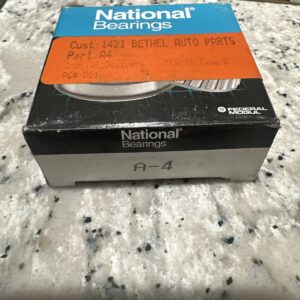 National®
Bearings
Cust: 1421 BETHEL AUTO PARTS
Part: A4
FEDERAL
MOGUL
National®
Bearings
A-4